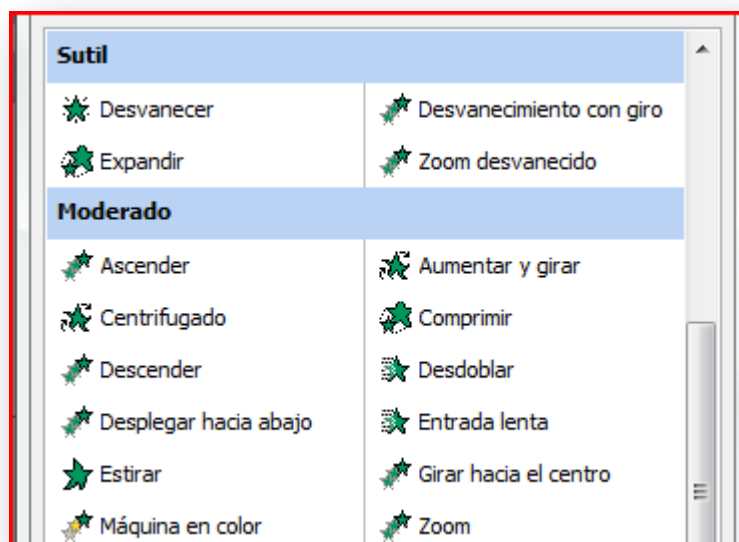 Sutil
Desvanecer
Desvanecimiento con giro
Expandir
Zoom desvanecido
Moderado
Ascender
Aumentar y girar
Centrifugado
Comprimir
Descender
Desdoblar
Desplegar hacia abajo
Entrada lenta
Estirar
Girar hacia el centro
Máquina en color
Zoom